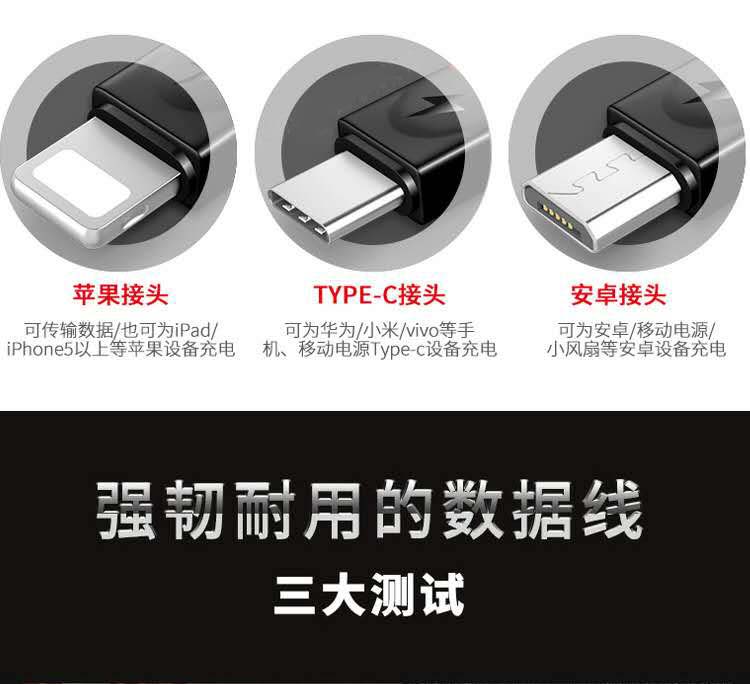 苹果接头
可传输数据/也可为iPad/
iPhone5以上等苹果设备充电
TYPE-C接头
可为华为/小米/vivo等手
机、移动电源Type-c设备充电
安卓接头
可为安卓/移动电源/
小风扇等安卓设备充电
强韧耐用的数据线
三大测试